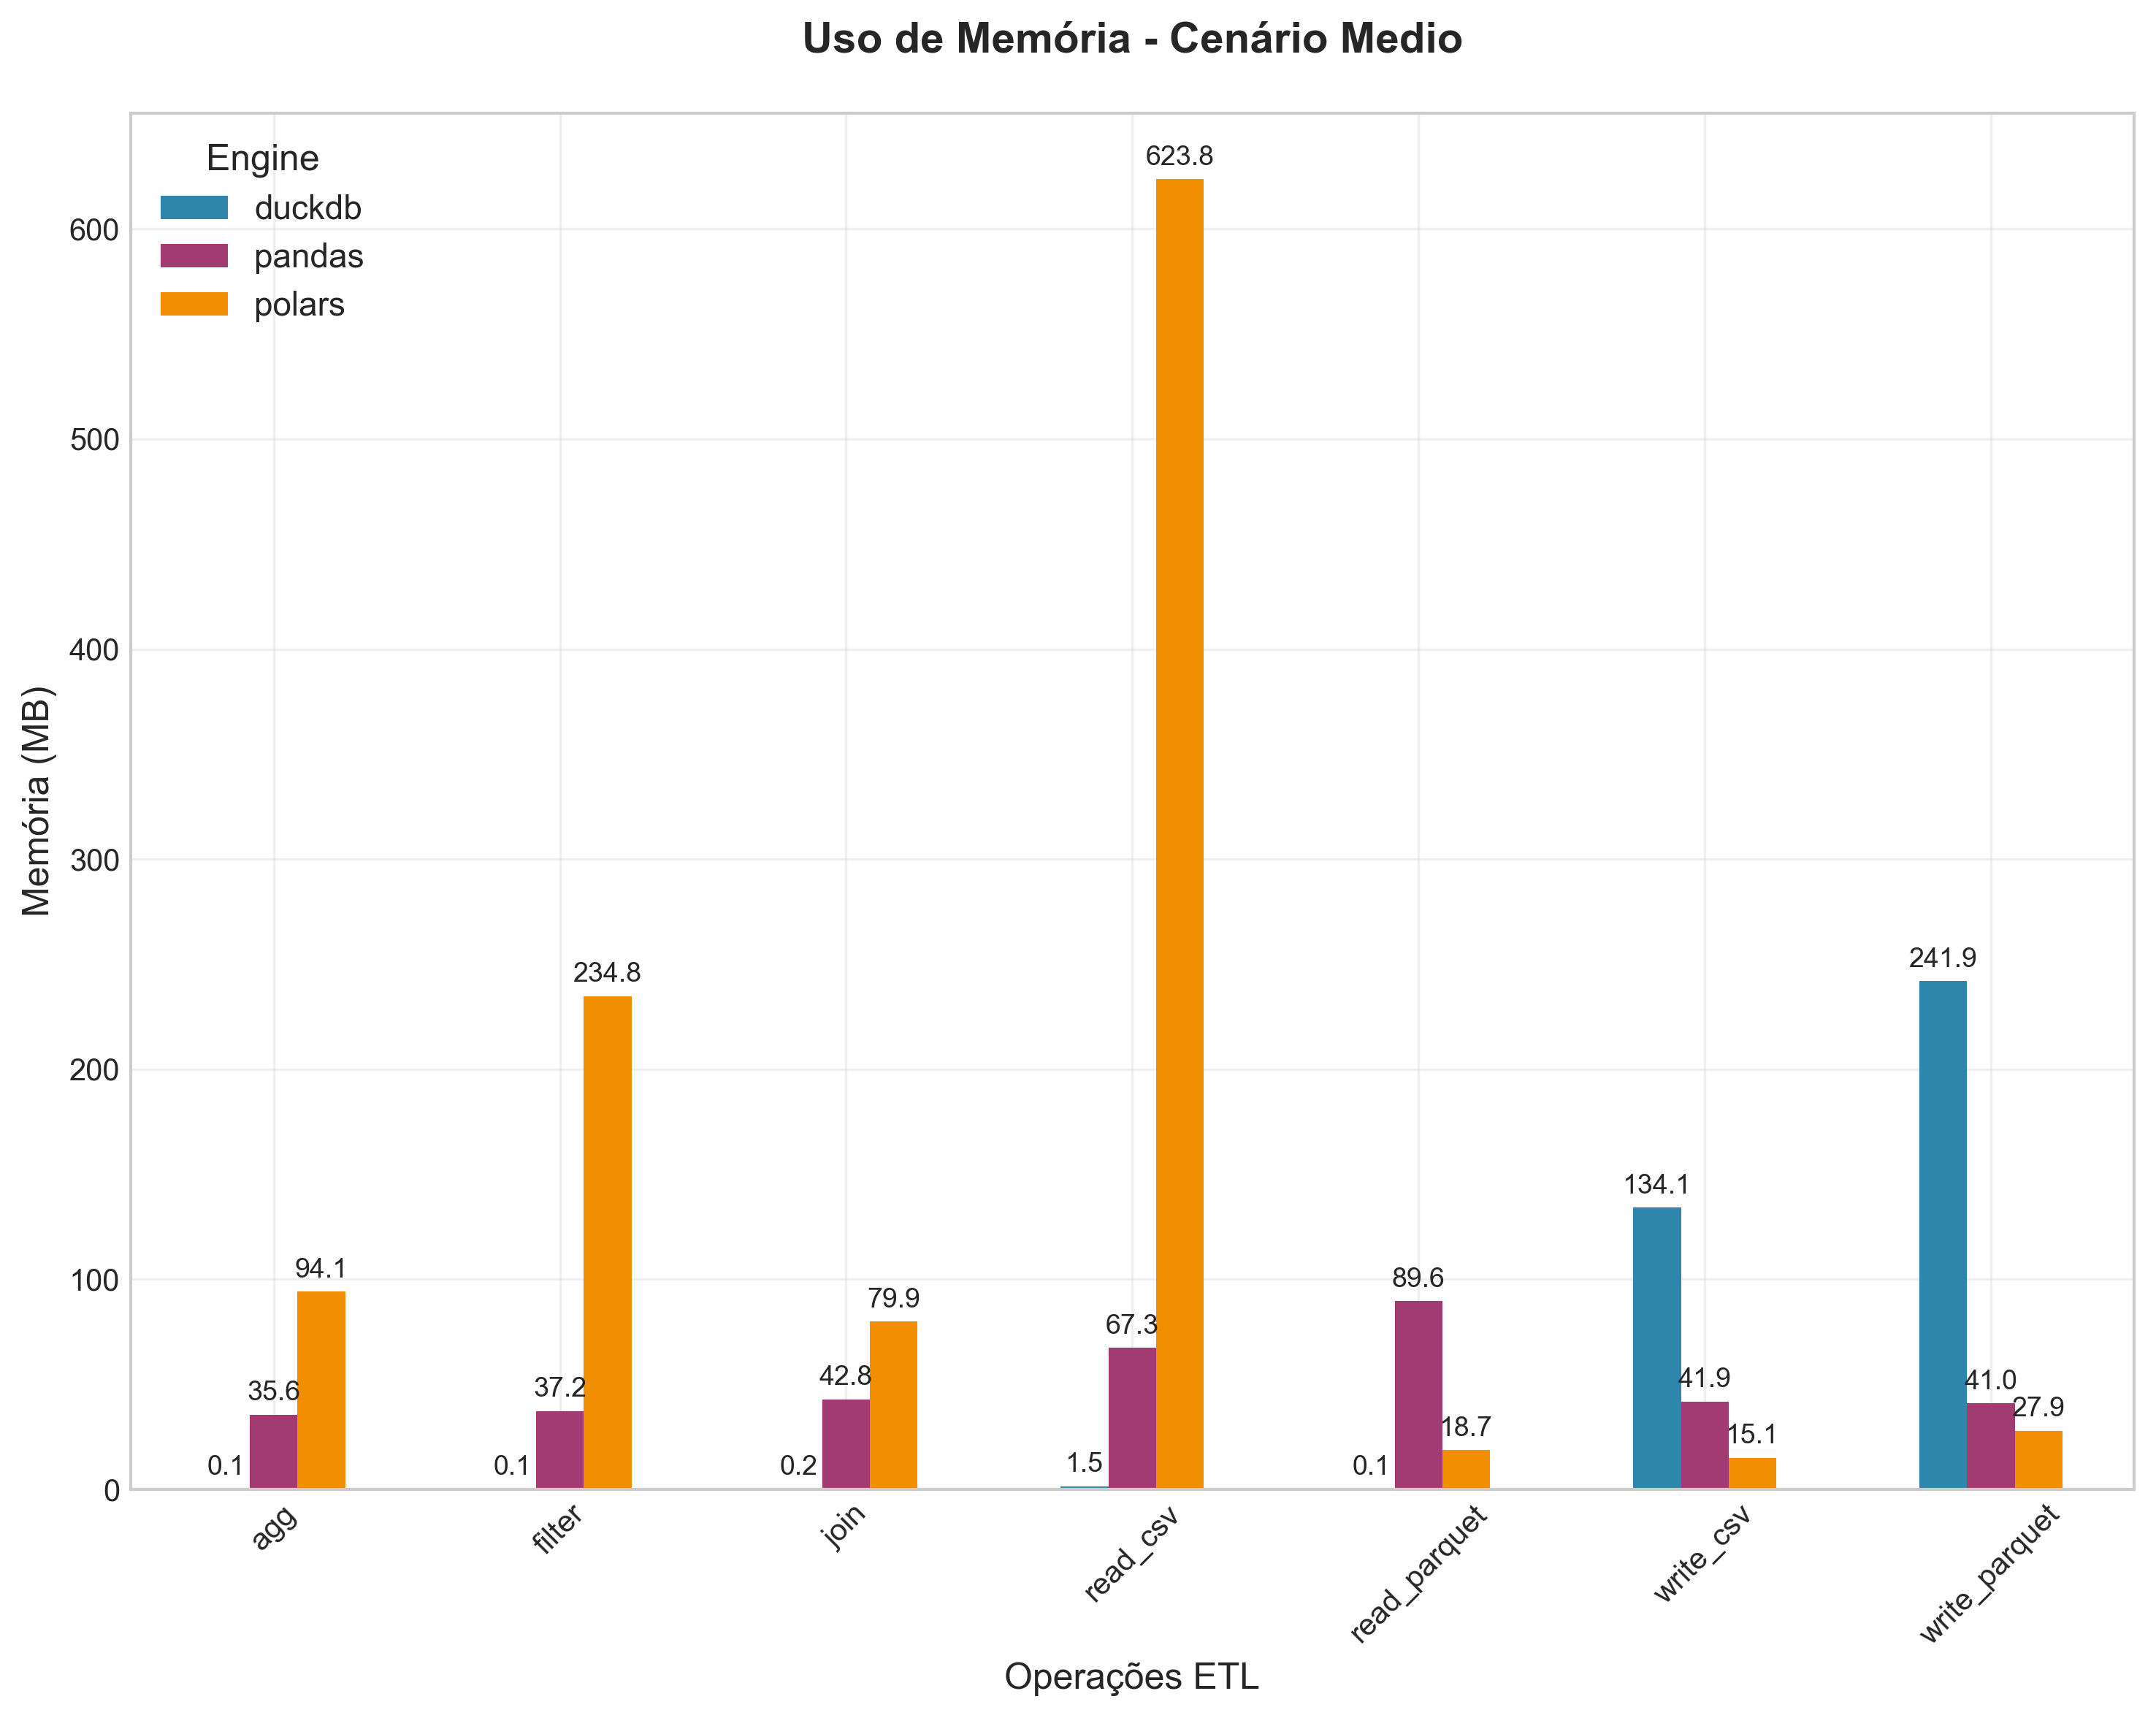 Uso de Memória - Cenário Medio
Engine
duckdb
pandas
polars
Memória (MB)
600
500
400
300
200
100
0
0.1
35.6
94.1
0.1
37.2
234.8
0.2
42.8
79.9
1.5
67.3
623.8
0.1
89.6
18.7
134.1
41.9
15.1
241.9
41.0
27.9
agg
filter
join
read_csv
read_parquet
write_csv
write_parquet
Operações ETL